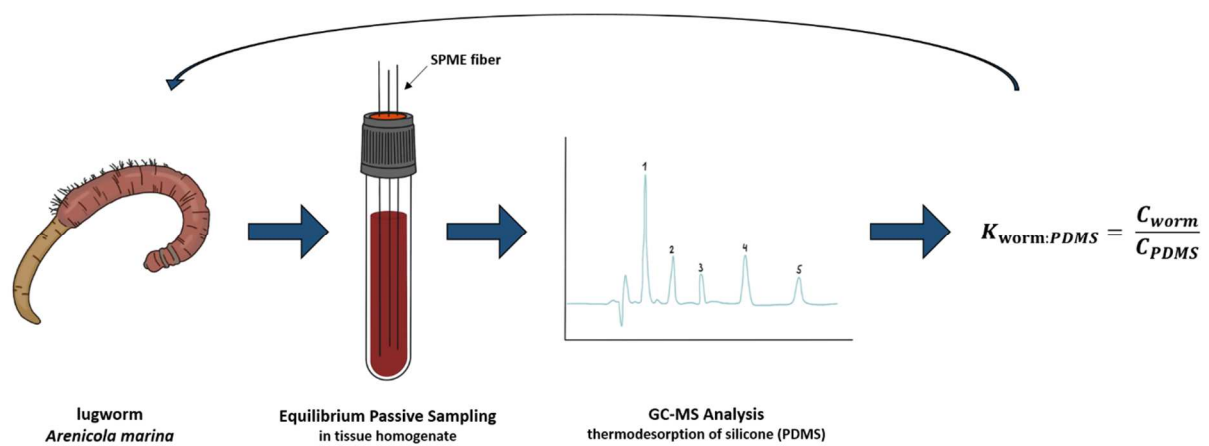 SPME fiber
1
2
3
4
5
K_worm:PDMS = C_worm / C_PDMS
lugworm
Arenicola marina
Equilibrium Passive Sampling
in tissue homogenate
GC-MS Analysis
thermodesorption of silicone (PDMS)